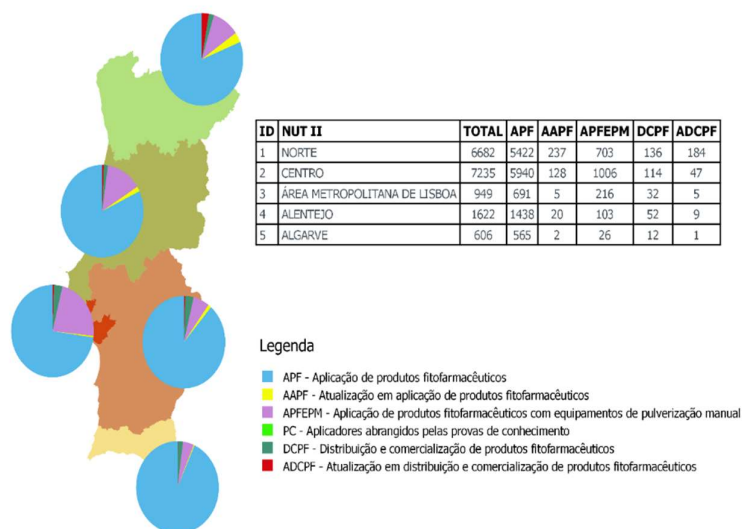 ID NUT II TOTAL APF AAPF APFEPM DCPF ADCPF
1 NORTE 6682 5422 237 703 136 184
2 CENTRO 7235 5940 128 1006 114 47
3 ÁREA METROPOLITANA DE LISBOA 949 691 5 216 32 5
4 ALENTEJO 1622 1438 20 103 52 9
5 ALGARVE 606 565 2 26 12 1
Legenda
APF - Aplicação de produtos fitofarmacêuticos
AAPF - Atualização em aplicação de produtos fitofarmacêuticos
APFEPM - Aplicação de produtos fitofarmacêuticos com equipamentos de pulverização manual
PC - Aplicadores abrangidos pelas provas de conhecimento
DCPF - Distribuição e comercialização de produtos fitofarmacêuticos
ADCPF - Atualização em distribuição e comercialização de produtos fitofarmacêuticos